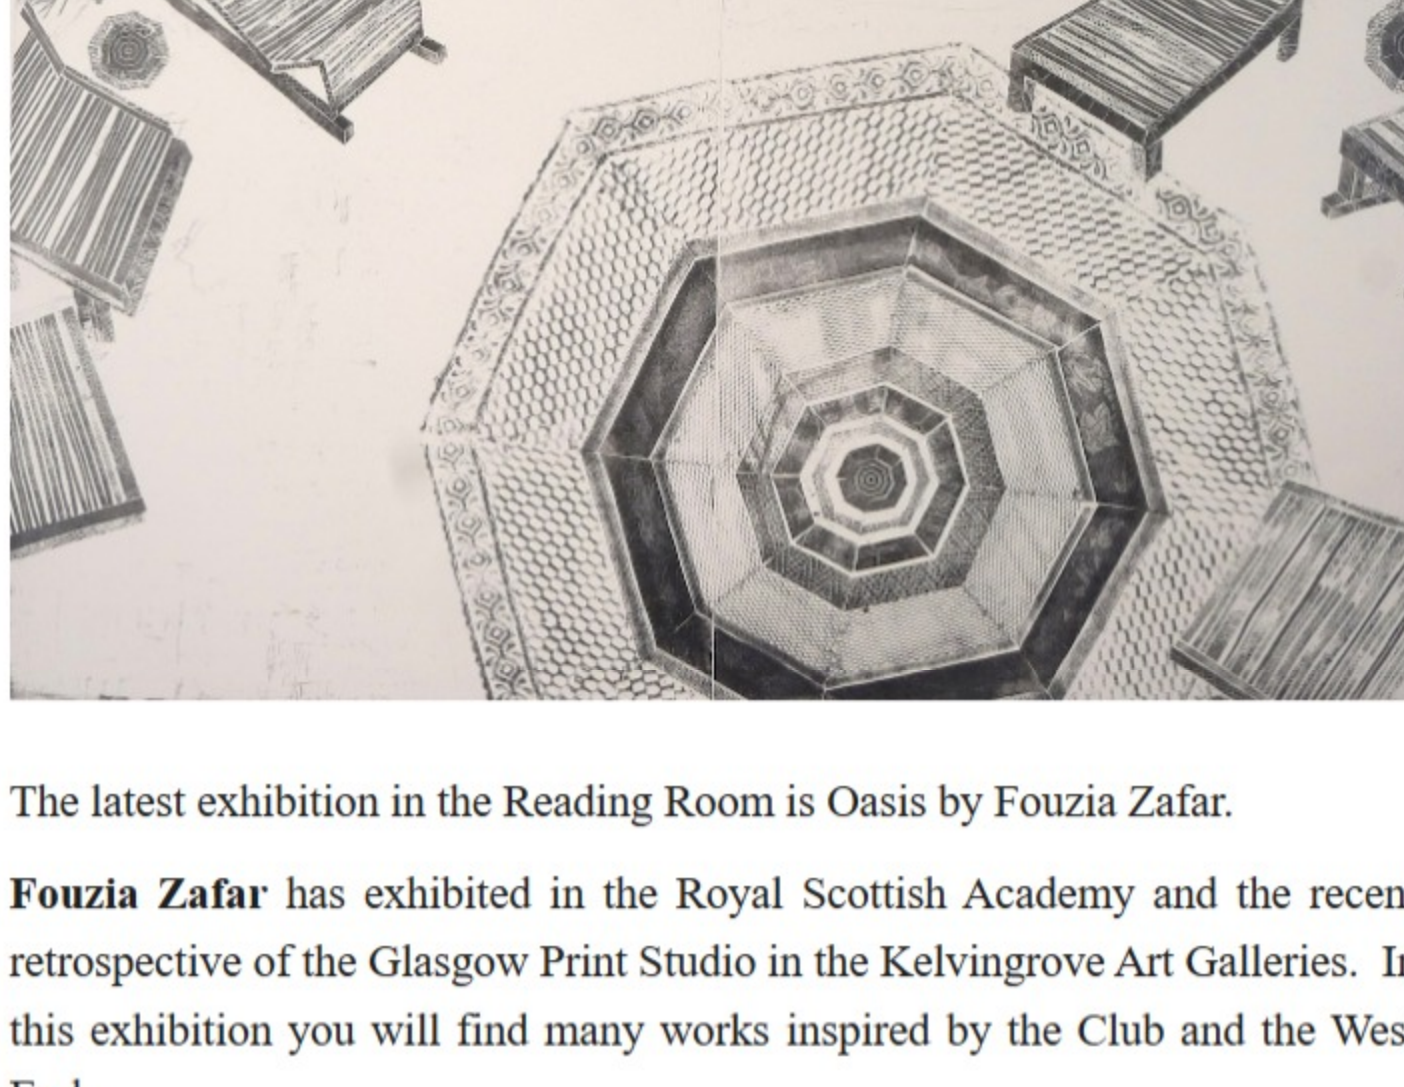 The latest exhibition in the Reading Room is Oasis by Fouzia Zafar.
Fouzia Zafar has exhibited in the Royal Scottish Academy and the recen
retrospective of the Glasgow Print Studio in the Kelvingrove Art Galleries. In
this exhibition you will find many works inspired by the Club and the Wes